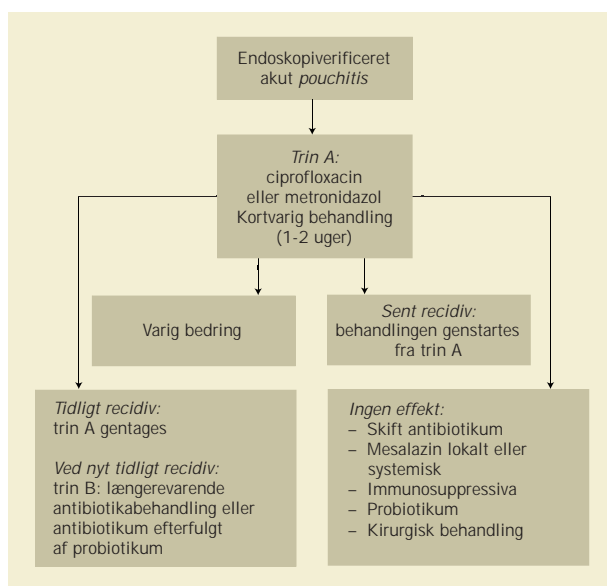 Endoskopiverificeret
akut pouchitis
Trin A:
ciprofloxacin
eller metronidazol
Kortvarig behandling
(1-2 uger)
Varig bedring
Sent recidiv:
behandlingen genstartes
fra trin A
Tidligt recidiv:
trin A gentages
Ved nyt tidligt recidiv:
trin B: længerevarende
antibiotikabehandling eller
antibiotikum efterfulgt
af probiotikum
Ingen effekt:
– Skift antibiotikum
– Mesalazin lokalt eller
systemisk
– Immunosuppressiva
– Probiotikum
– Kirurgisk behandling